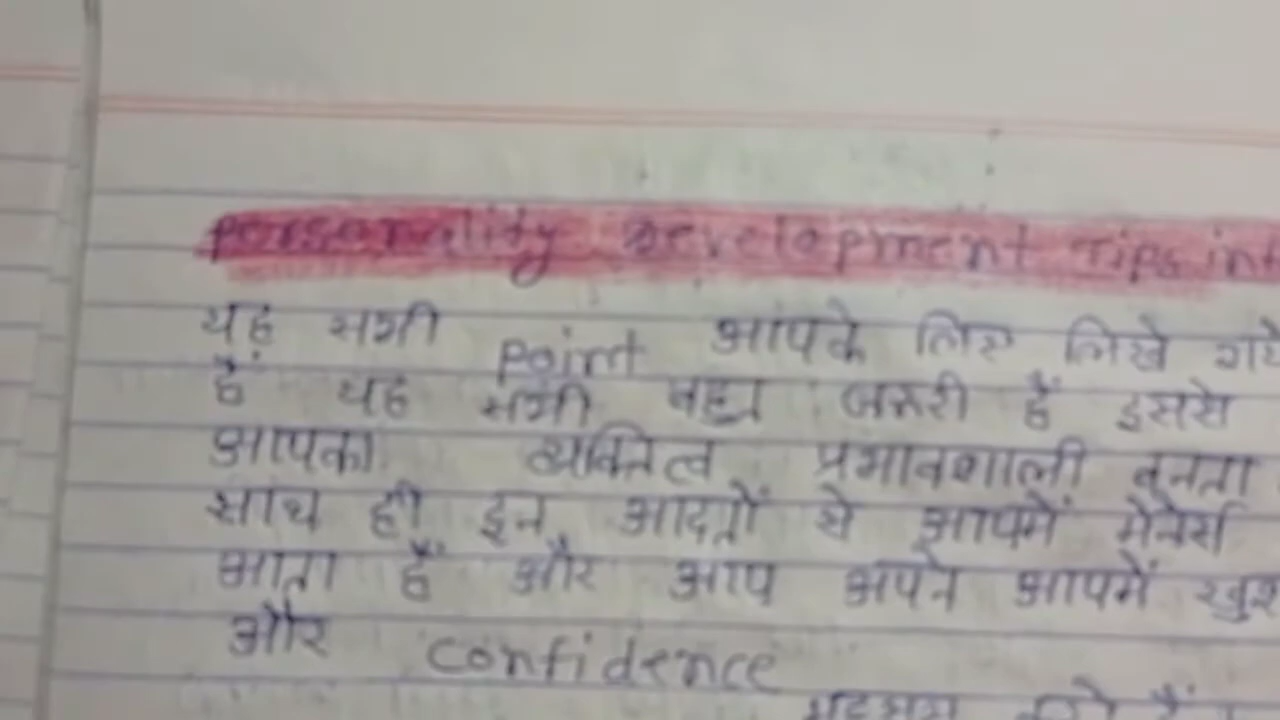 personality Development Tips in
यह सभी point आपके लिए लिखे गये
हैं यह सभी बहुत जरूरी हैं इससे
आपका व्यक्तित्व प्रभावशाली बनता
साथ ही इन आदतों से आपमें मेनेर्स
आता हैं और आप अपने आपमें खुश
और confidence